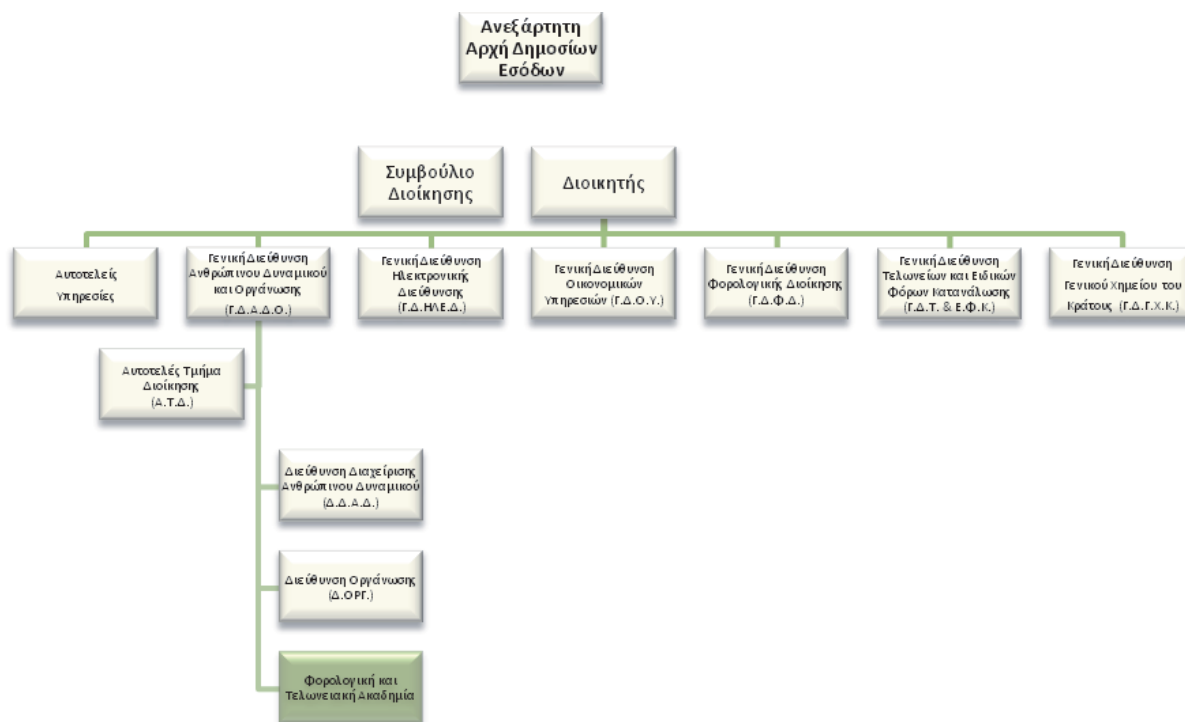 Ανεξάρτητη
Αρχή Δημοσίων
Εσόδων
Συμβούλιο
Διοίκησης
Διοικητής
Αυτοτελείς
Υπηρεσίες
Γενική Διεύθυνση
Ανθρώπινου Δυναμικού
και Οργάνωσης
(Γ.Δ.Α.Δ.Ο.)
Γενική Διεύθυνση
Ηλεκτρονικής
Διεύθυνσης
(Γ.Δ.ΗΛΕ.Δ.)
Γενική Διεύθυνση
Οικονομικών
Υπηρεσιών (Γ.Δ.Ο.Υ.)
Γενική Διεύθυνση
Φορολογικής Διοίκησης
(Γ.Δ.Φ.Δ.)
Γενική Διεύθυνση
Τελωνείων και Ειδικών
Φόρων Κατανάλωσης
(Γ.Δ.Τ. & Ε.Φ.Κ.)
Γενική Διεύθυνση
Γενικού Χημείου του
Κράτους (Γ.Δ.Γ.Χ.Κ.)
Αυτοτελές Τμήμα
Διοίκησης
(Α.Τ.Δ.)
Διεύθυνση Διαχείρισης
Ανθρώπινου Δυναμικού
(Δ.Δ.Α.Δ.)
Διεύθυνση Οργάνωσης
(Δ.ΟΡΓ.)
Φορολογική και
Τελωνειακή Ακαδημία